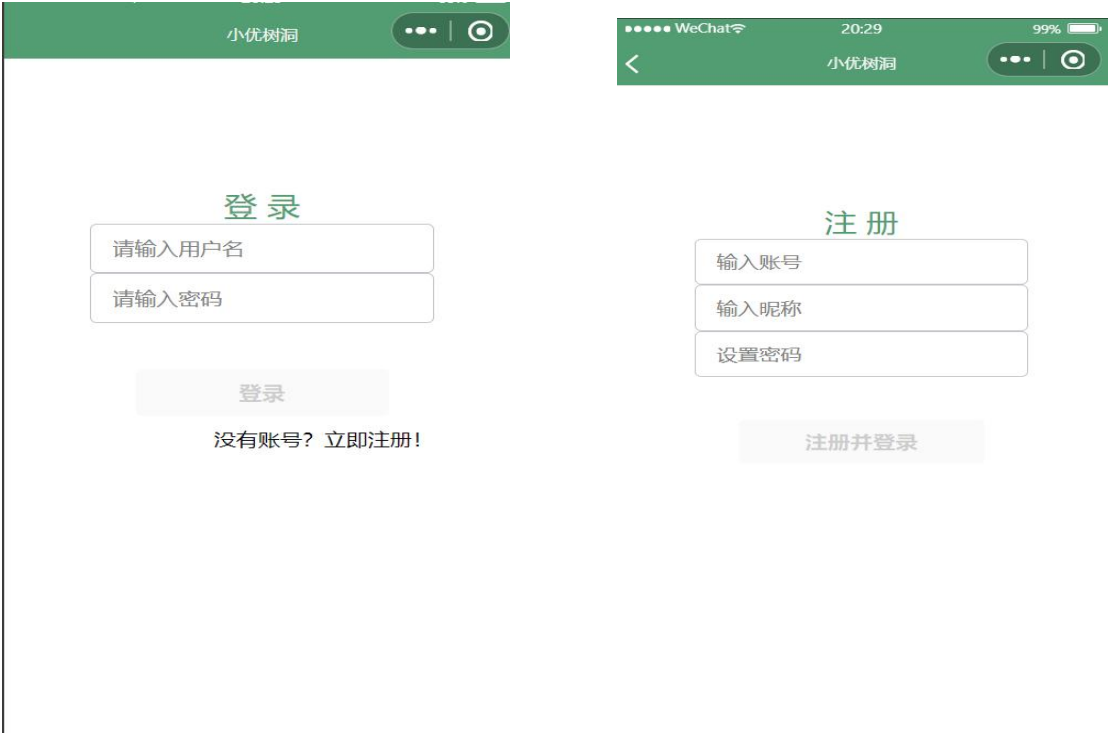 小优树洞
登录
请输入用户名
请输入密码
登录
没有账号？立即注册！
WeChat 20:29 99%
小优树洞
注册
输入账号
输入昵称
设置密码
注册并登录